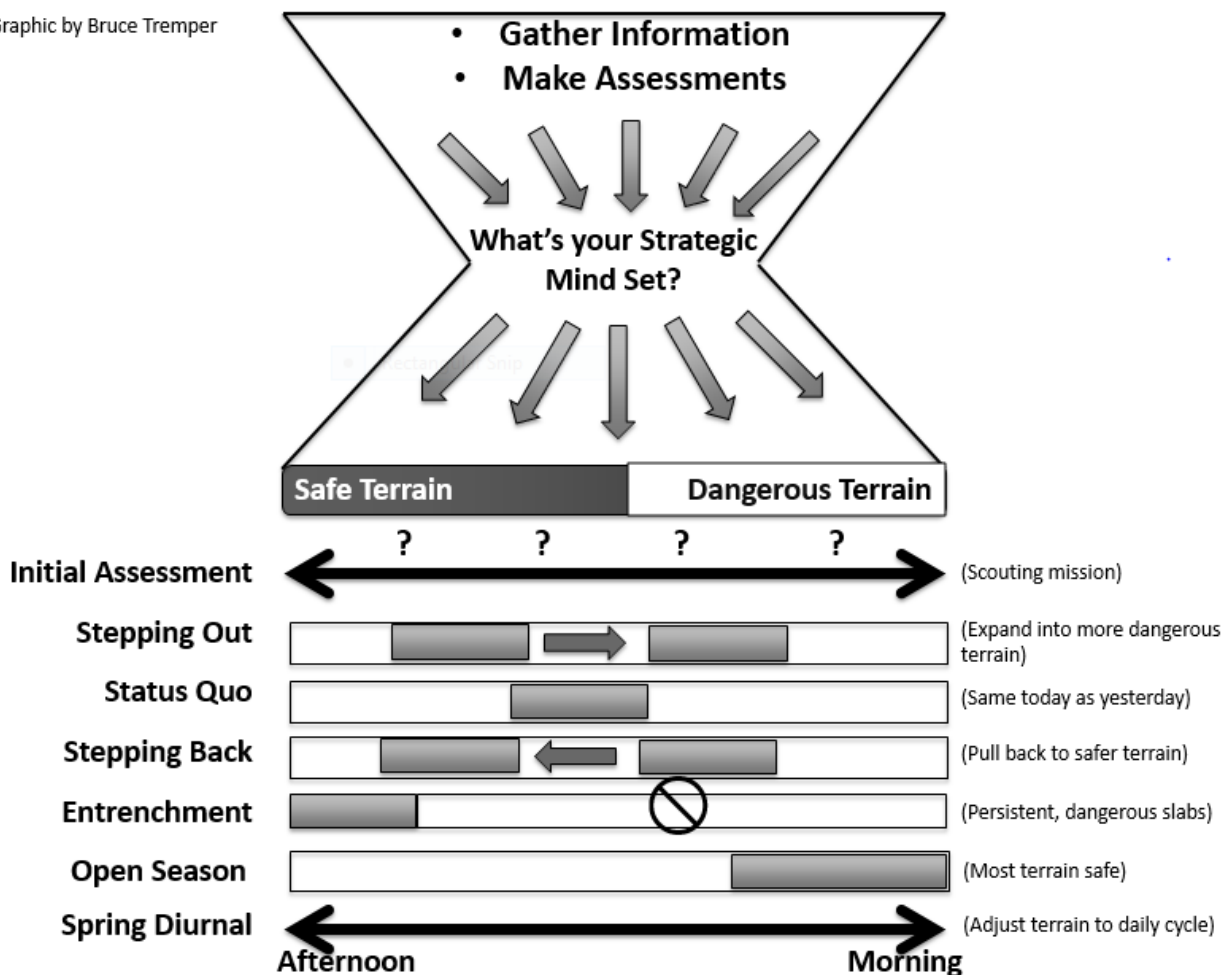 Graphic by Bruce Tremper
• Gather Information
• Make Assessments
What's your Strategic
Mind Set?
Rectangular Snip
Safe Terrain
Dangerous Terrain
? ? ? ?
Initial Assessment
(Scouting mission)
Stepping Out
(Expand into more dangerous
terrain)
Status Quo
(Same today as yesterday)
Stepping Back
(Pull back to safer terrain)
Entrenchment
(Persistent, dangerous slabs)
Open Season
(Most terrain safe)
Spring Diurnal
(Adjust terrain to daily cycle)
Afternoon
Morning